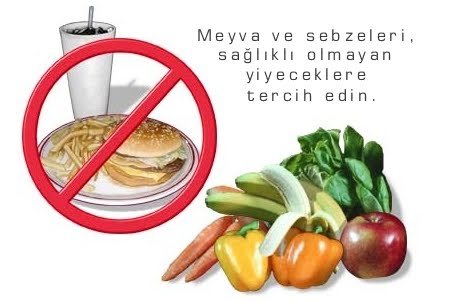 Meyva ve sebzeleri,
sağlıklı olmayan
yiyeceklere
tercih edin.